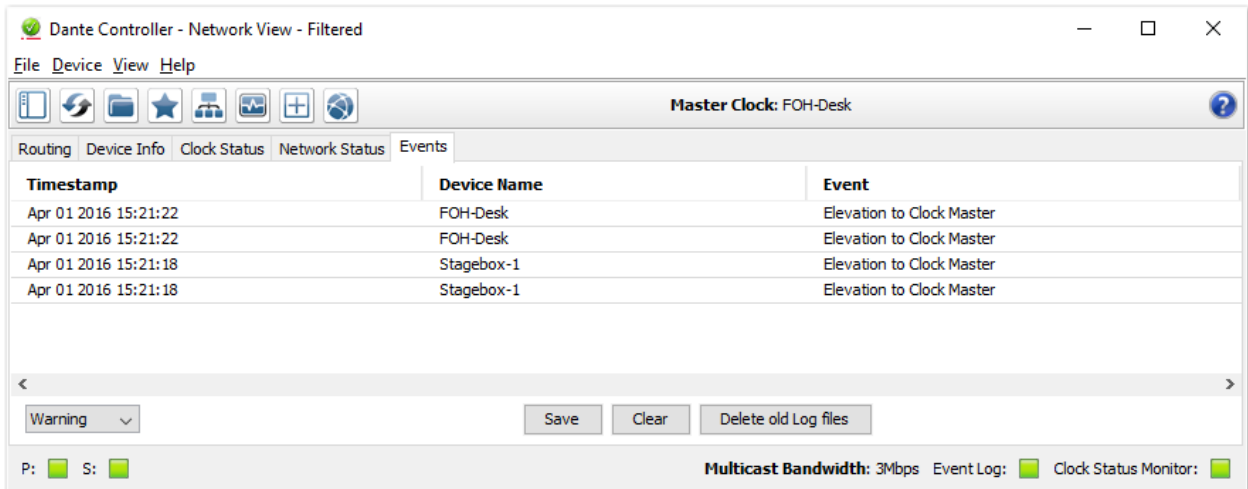 Dante Controller - Network View - Filtered
File Device View Help
Master Clock: FOH-Desk
Routing Device Info Clock Status Network Status Events
Timestamp Device Name Event
Apr 01 2016 15:21:22 FOH-Desk Elevation to Clock Master
Apr 01 2016 15:21:22 FOH-Desk Elevation to Clock Master
Apr 01 2016 15:21:18 Stagebox-1 Elevation to Clock Master
Apr 01 2016 15:21:18 Stagebox-1 Elevation to Clock Master
Warning Save Clear Delete old Log files
P: S: Multicast Bandwidth: 3Mbps Event Log: Clock Status Monitor: